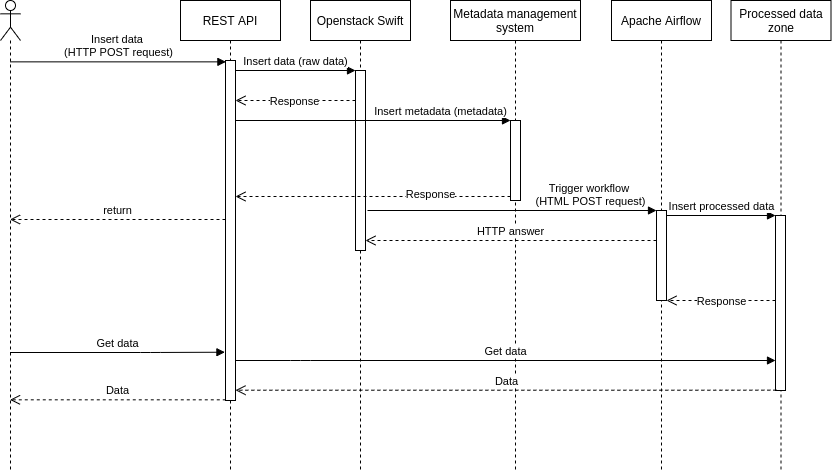 REST API
Openstack Swift
Metadata management
system
Apache Airflow
Processed data
zone
Insert data
(HTTP POST request)
Insert data (raw data)
Response
Insert metadata (metadata)
Response
Trigger workflow
(HTML POST request)
Insert processed data
return
HTTP answer
Response
Get data
Get data
Data
Data